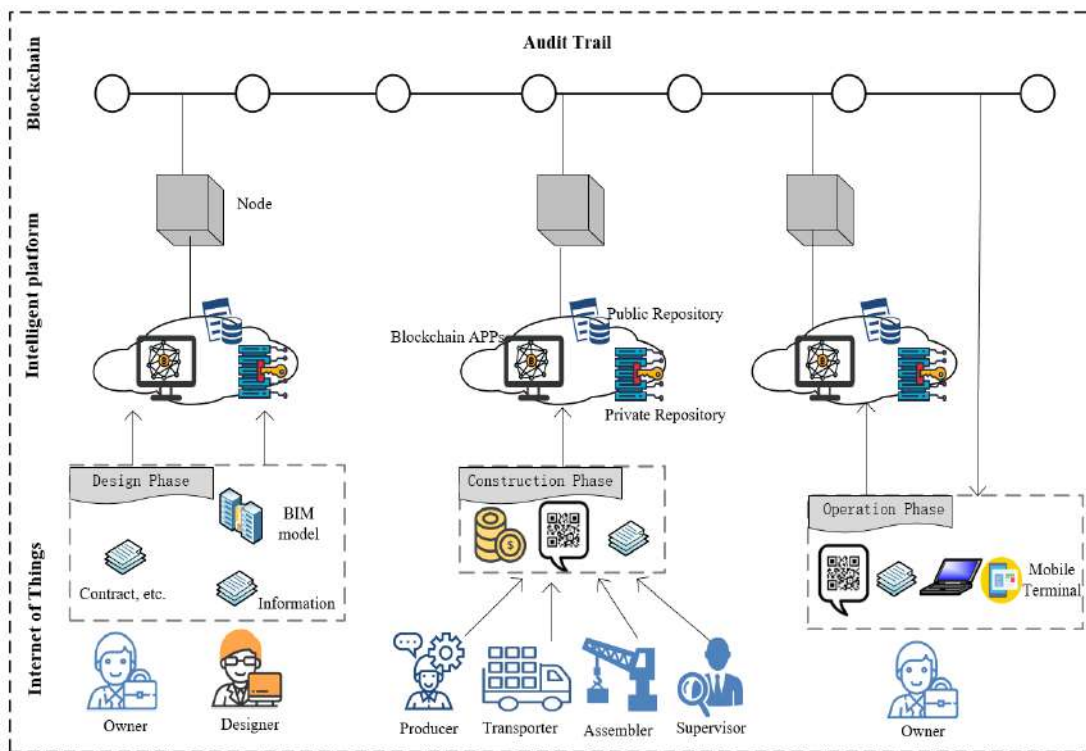 Audit Trail
Blockchain
Node
Intelligent platform
Public Repository
Blockchain APPs
Private Repository
Design Phase
BIM
model
Contract, etc.
Information
Construction Phase
Operation Phase
Mobile
Terminal
Internet of Things
Owner
Designer
Producer
Transporter
Assembler
Supervisor
Owner